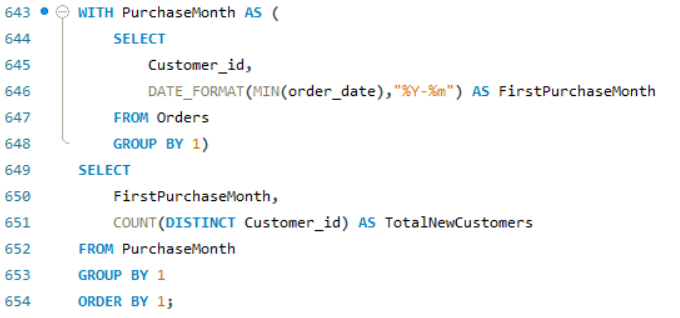 643 WITH PurchaseMonth AS (
644 SELECT
645 Customer_id,
646 DATE_FORMAT(MIN(order_date),"%Y-%m") AS FirstPurchaseMonth
647 FROM Orders
648 GROUP BY 1)
649 SELECT
650 FirstPurchaseMonth,
651 COUNT(DISTINCT Customer_id) AS TotalNewCustomers
652 FROM PurchaseMonth
653 GROUP BY 1
654 ORDER BY 1;